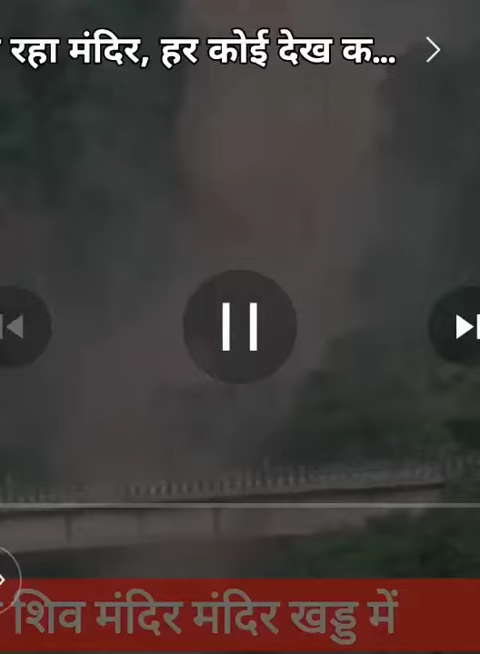 रहा मंदिर, हर कोई देख क...
शिव मंदिर मंदिर खड्ड में